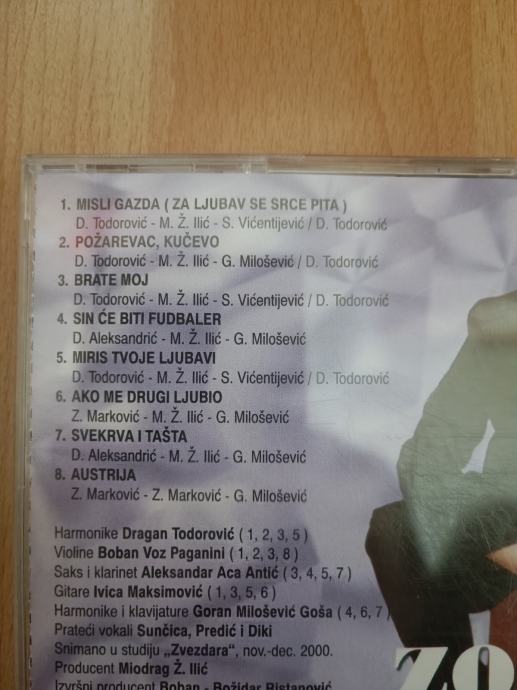 1. MISLI GAZDA ( ZA LJUBAV SE SRCE PITA )
D. Todorović - M. Ž. Ilić - S. Vićentijević / D. Todorović
2. POŽAREVAC, KUČEVO
D. Todorović - M. Ž. Ilić - G. Milošević / D. Todorović
3. BRATE MOJ
D. Todorović - M. Ž. Ilić - S. Vićentijević / D. Todorović
4. SIN ĆE BITI FUDBALER
D. Aleksandrić - M. Ž. Ilić - G. Milošević
5. MIRIS TVOJE LJUBAVI
D. Todorović - M. Ž. Ilić - S. Vićentijević / D. Todorović
6. AKO ME DRUGI LJUBIO
Z. Marković - M. Ž. Ilić - G. Milošević
7. SVEKRVA I TAŠTA
D. Aleksandrić - M. Ž. Ilić - G. Milošević
8. AUSTRIJA
Z. Marković - Z. Marković - G. Milošević
Harmonike Dragan Todorović ( 1, 2, 3, 5 )
Violine Boban Voz Paganini ( 1, 2, 3, 8 )
Saks i klarinet Aleksandar Aca Antić ( 3, 4, 5, 7 )
Gitare Ivica Maksimović ( 1, 3, 5, 6 )
Harmonike i klavijature Goran Milošević Goša ( 4, 6, 7 )
Prateći vokali Sunčica, Predić i Diki
Snimano u studiju „Zvezdara", nov.-dec. 2000.
Producent Miodrag Ž. Ilić
Izvršni producent Boban - Božidar Ristanović
ZO